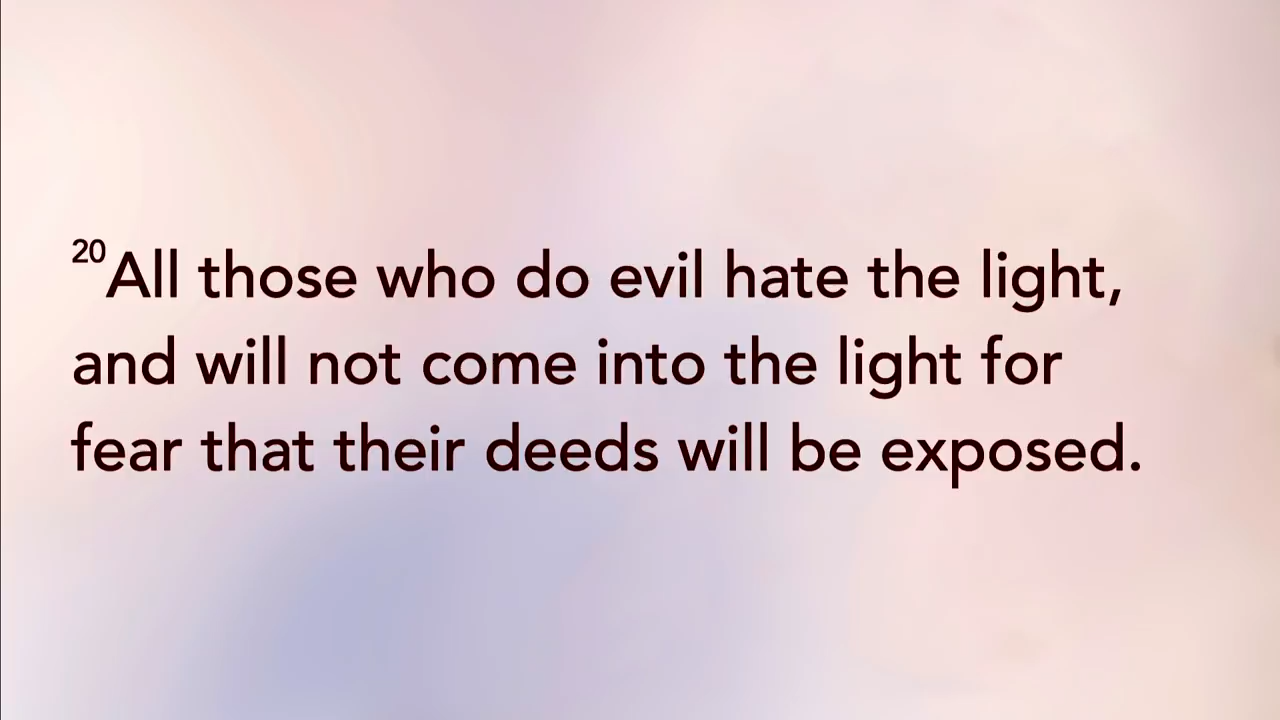 20All those who do evil hate the light,
and will not come into the light for
fear that their deeds will be exposed.